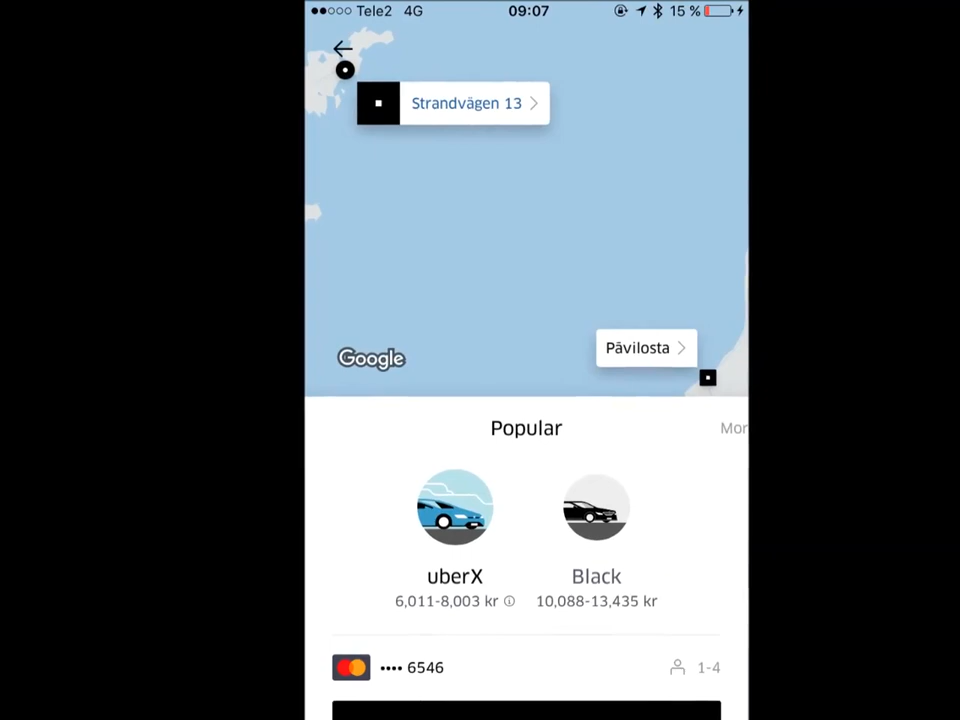 Tele2 4G 09:07 15 %
Strandvägen 13
Pāvilosta
Google
Popular Mor
uberX Black
6,011-8,003 kr 10,088-13,435 kr
•••• 6546 1-4